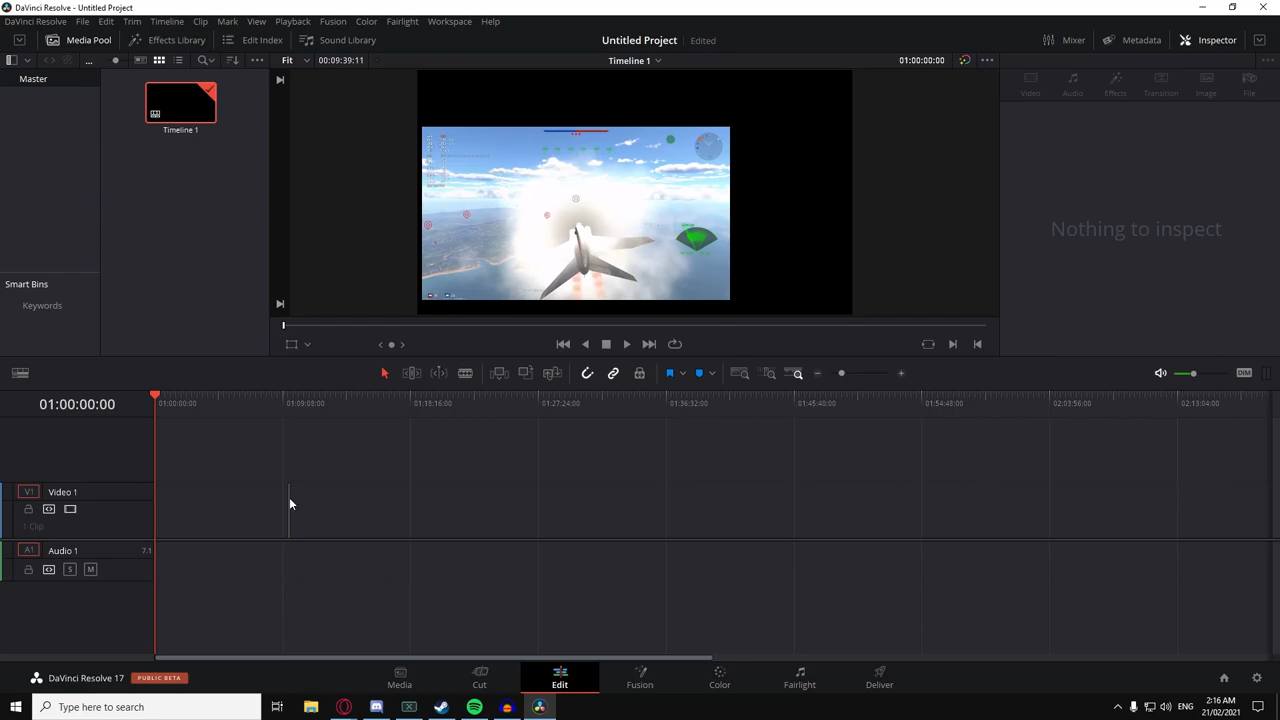 DaVinci Resolve - Untitled Project
DaVinci Resolve File Edit Trim Timeline Clip Mark View Playback Fusion Color Fairlight Workspace Help
Media Pool Effects Library Edit Index Sound Library Untitled Project Edited Mixer Metadata Inspector
... Fit 00:09:39:11 Timeline 1 01:00:00:00
Master
Video Audio Effects Transition Image File
Timeline 1
Nothing to inspect
Smart Bins
Keywords
DIM
01:00:00:00
01:00:00:00 01:09:08:00 01:18:16:00 01:27:24:00 01:36:32:00 01:45:40:00 01:54:48:00 02:03:56:00 02:13:04:00
V1 Video 1
1 Clip
A1 Audio 1 7.1
S M
DaVinci Resolve 17 PUBLIC BETA
Media Cut Edit Fusion Color Fairlight Deliver
Type here to search
ENG
2:16 AM
21/02/2021